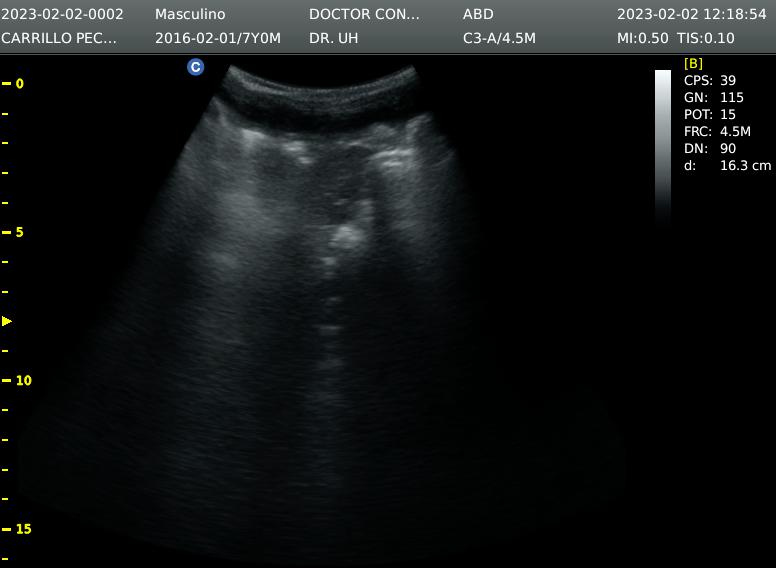 2023-02-02-0002 Masculino DOCTOR CON... ABD 2023-02-02 12:18:54
CARRILLO PEC... 2016-02-01/7Y0M DR. UH C3-A/4.5M MI:0.50 TIS:0.10
C
[B]
CPS: 39
GN: 115
POT: 15
FRC: 4.5M
DN: 90
d: 16.3 cm
0
5
10
15